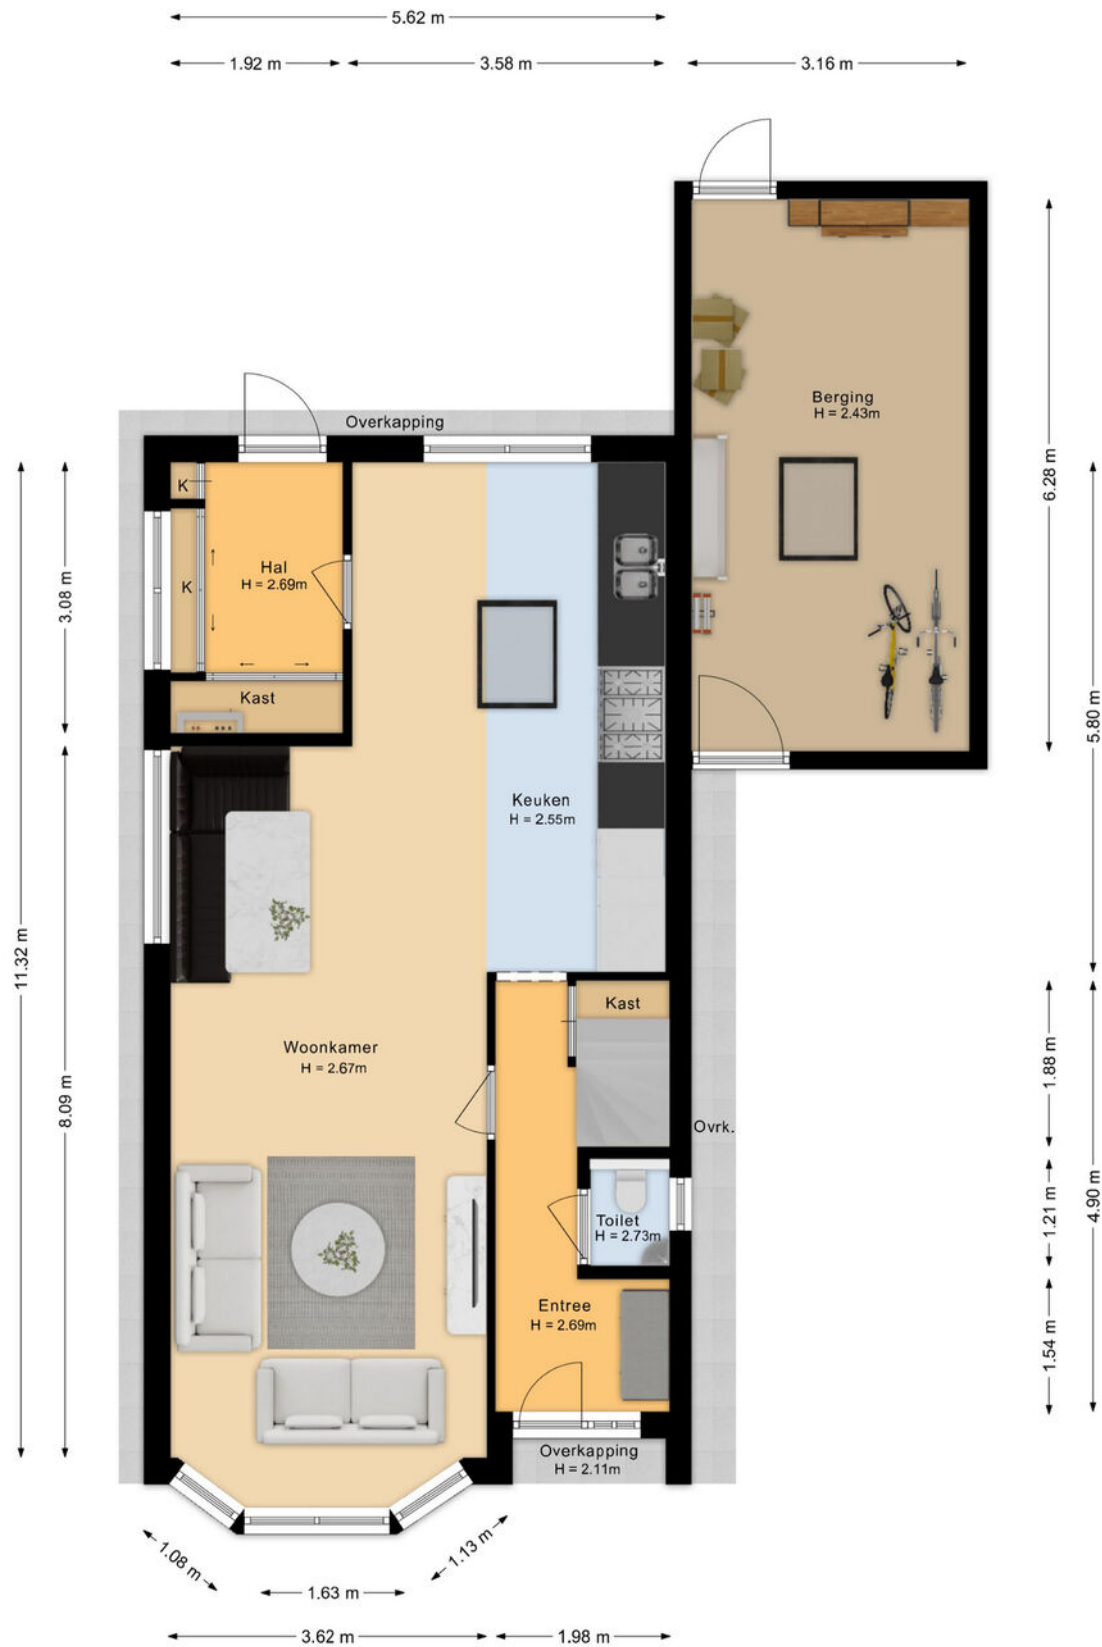 5.62 m
1.92 m
3.58 m
3.16 m
Overkapping
Berging
H = 2.43m
6.28 m
K
K
Hal
H = 2.69m
3.08 m
Kast
5.80 m
Keuken
H = 2.55m
11.32 m
Kast
Woonkamer
H = 2.67m
1.88 m
8.09 m
Ovrk.
Toilet
H = 2.73m
1.21 m
4.90 m
Entree
H = 2.69m
1.54 m
Overkapping
H = 2.11m
1.08 m
1.13 m
1.63 m
3.62 m
1.98 m